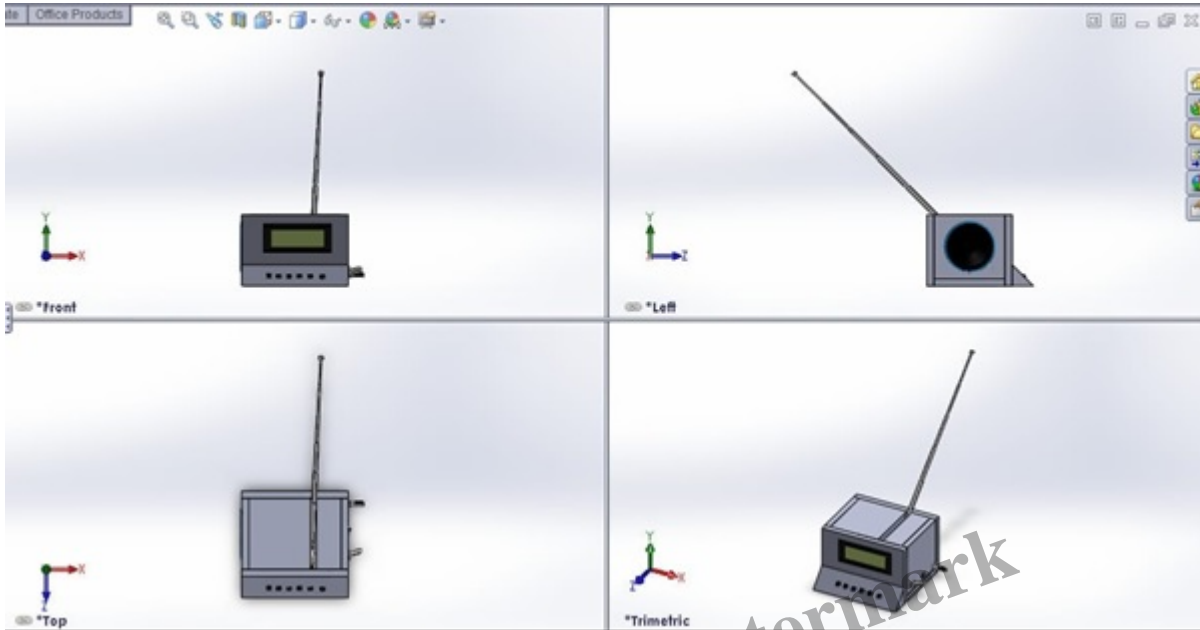 Office Products
Y
X
*Front
Y
Z
*Left
X
Z
*Top
Y
X
Z
*Trimetric